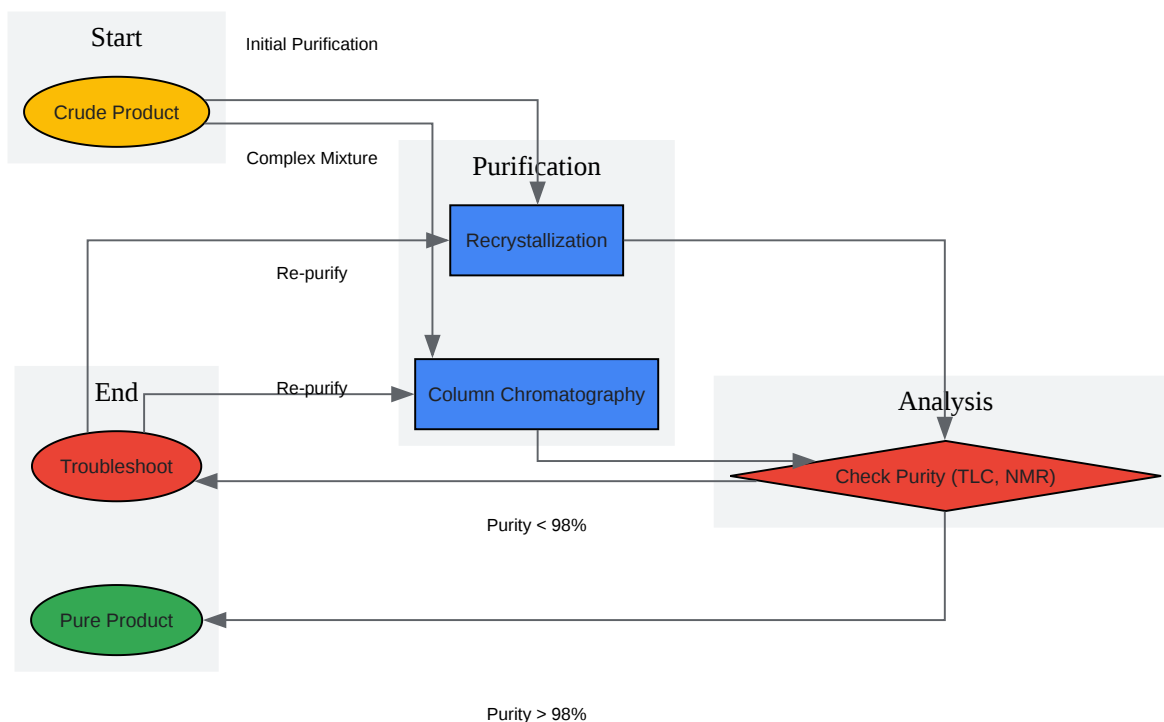 Start
Initial Purification
Crude Product
Complex Mixture
Purification
Recrystallization
Re-purify
End
Re-purify
Column Chromatography
Analysis
Troubleshoot
Check Purity (TLC, NMR)
Purity < 98%
Pure Product
Purity > 98%